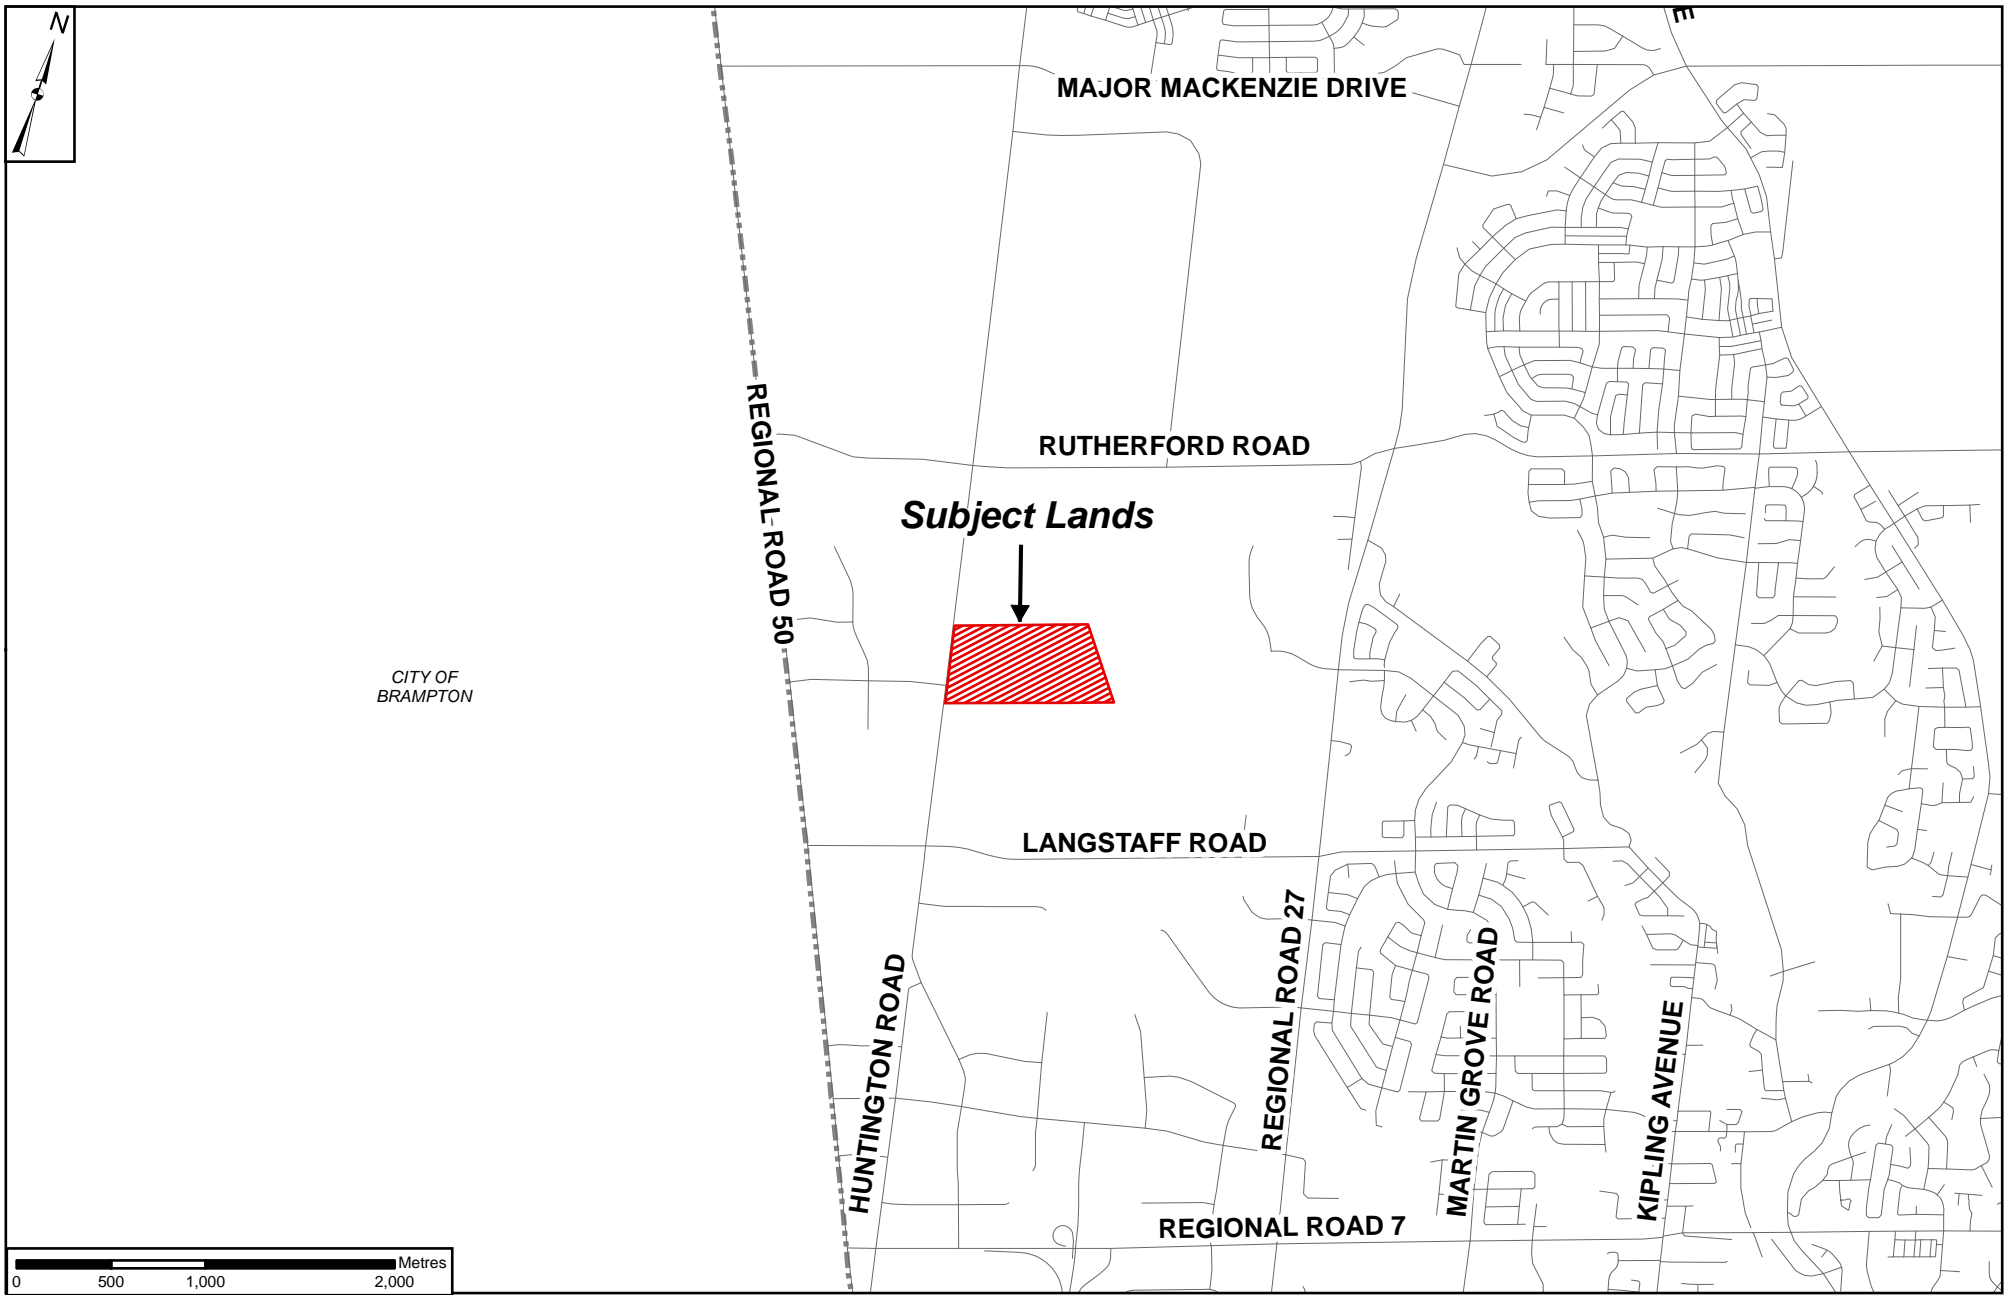 N
E
MAJOR MACKENZIE DRIVE
REGIONAL ROAD 50
RUTHERFORD ROAD
Subject Lands
CITY OF
BRAMPTON
LANGSTAFF ROAD
HUNTINGTON ROAD
REGIONAL ROAD 27
MARTIN GROVE ROAD
KIPLING AVENUE
REGIONAL ROAD 7
Metres
0 500 1,000 2,000